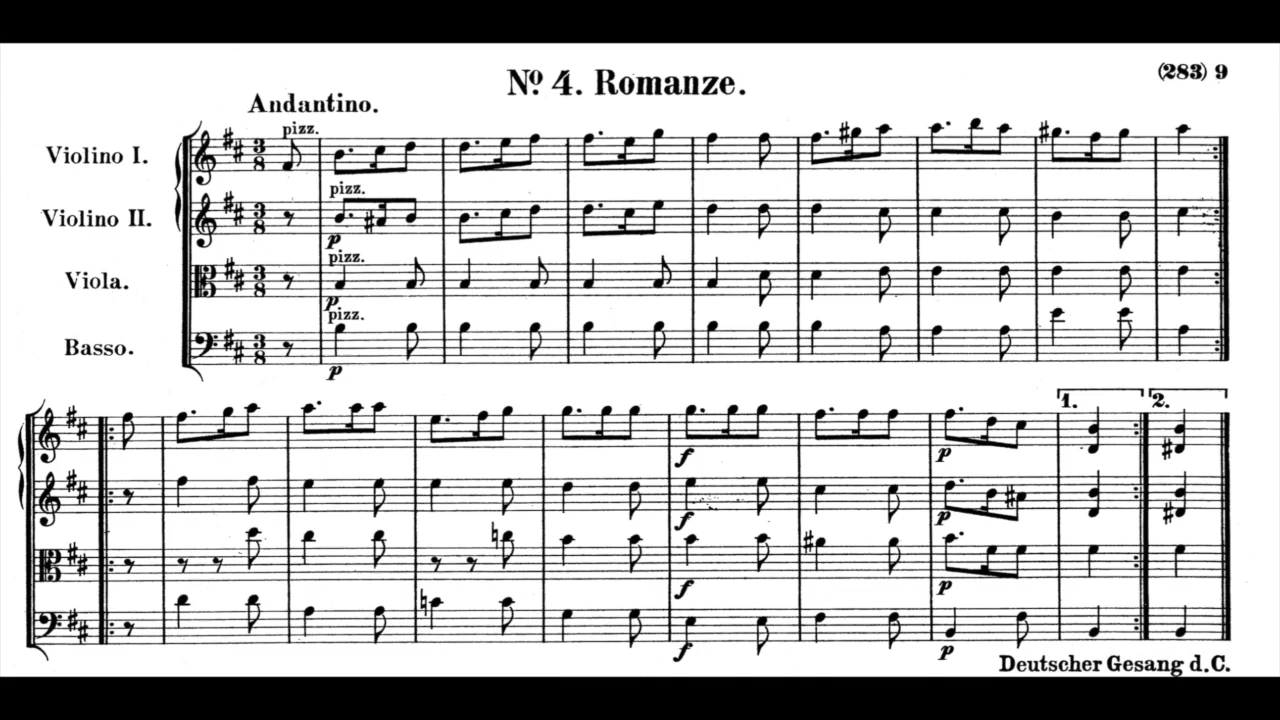 Nº 4. Romanze.
(283) 9
Andantino.
pizz.
Violino I.
pizz.
Violino II.
p
pizz.
Viola.
p
pizz.
Basso.
p
1. 2.
f p
f p
f p
f p
Deutscher Gesang d.C.